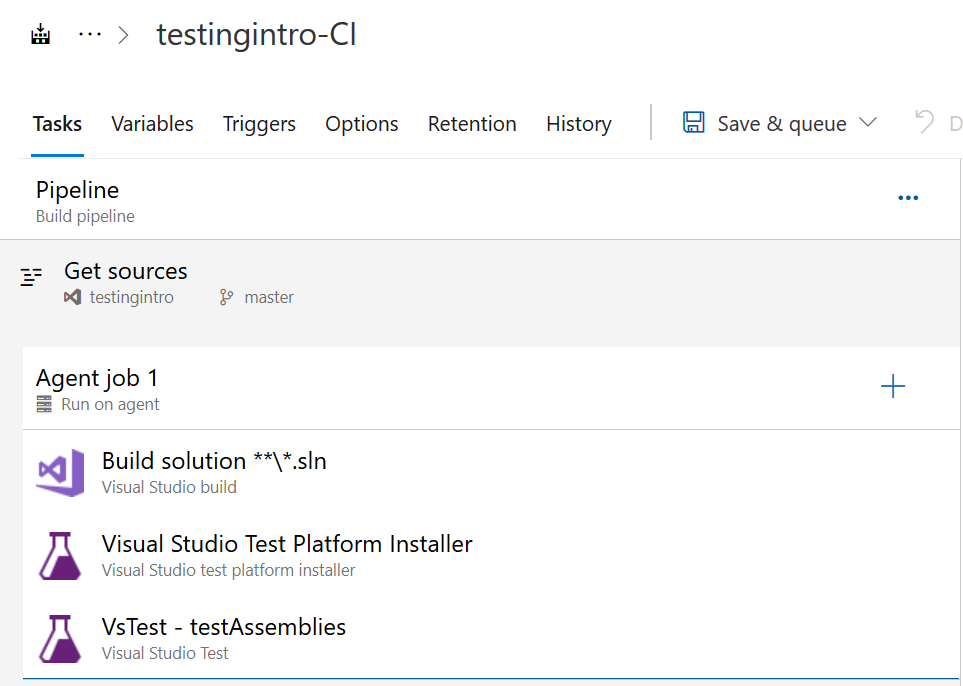 ··· > testingintro-CI
Tasks Variables Triggers Options Retention History Save & queue D
Pipeline
Build pipeline
Get sources
testingintro master
Agent job 1
Run on agent
Build solution **\*.sln
Visual Studio build
Visual Studio Test Platform Installer
Visual Studio test platform installer
VsTest - testAssemblies
Visual Studio Test